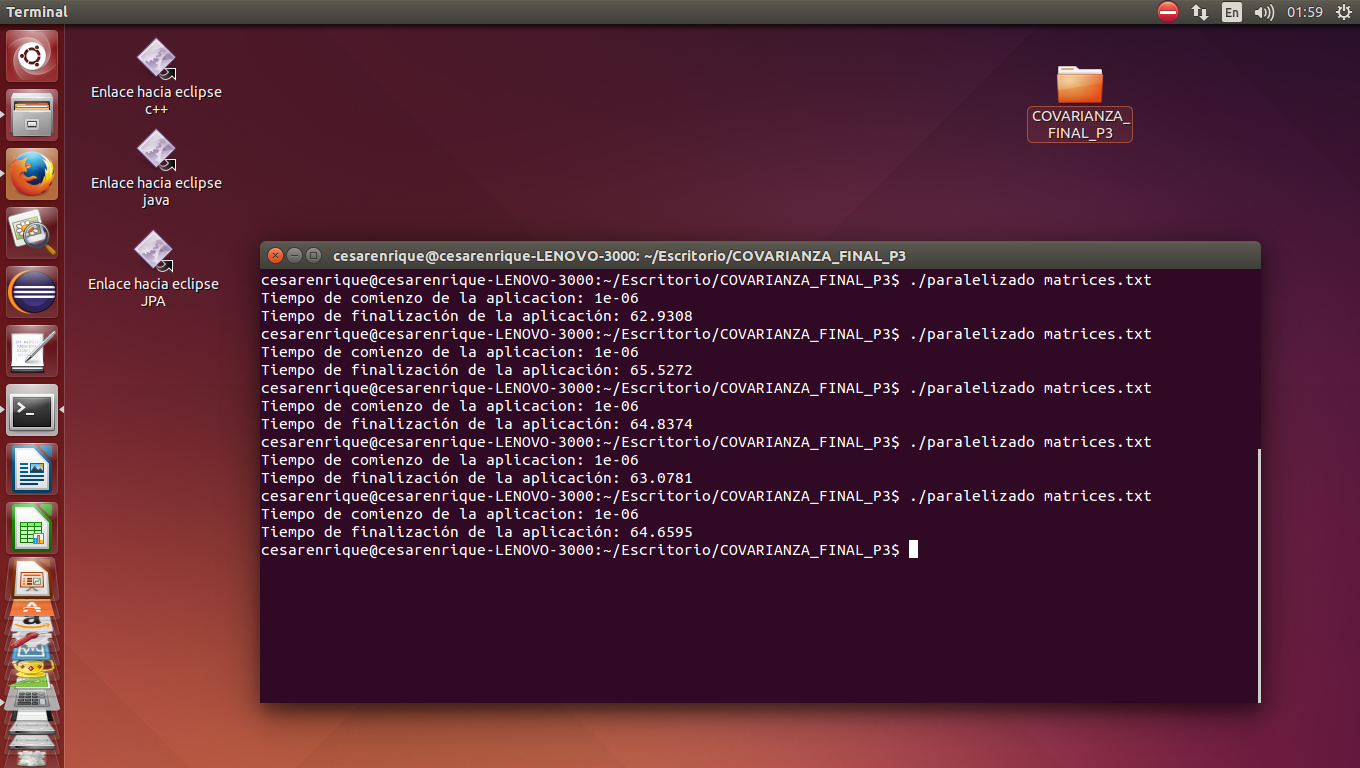 Terminal
En
01:59
Enlace hacia eclipse
c++
Enlace hacia eclipse
java
Enlace hacia eclipse
JPA
COVARIANZA_
FINAL_P3
cesarenrique@cesarenrique-LENOVO-3000: ~/Escritorio/COVARIANZA_FINAL_P3
cesarenrique@cesarenrique-LENOVO-3000:~/Escritorio/COVARIANZA_FINAL_P3$ ./paralelizado matrices.txt
Tiempo de comienzo de la aplicacion: 1e-06
Tiempo de finalización de la aplicación: 62.9308
cesarenrique@cesarenrique-LENOVO-3000:~/Escritorio/COVARIANZA_FINAL_P3$ ./paralelizado matrices.txt
Tiempo de comienzo de la aplicacion: 1e-06
Tiempo de finalización de la aplicación: 65.5272
cesarenrique@cesarenrique-LENOVO-3000:~/Escritorio/COVARIANZA_FINAL_P3$ ./paralelizado matrices.txt
Tiempo de comienzo de la aplicacion: 1e-06
Tiempo de finalización de la aplicación: 64.8374
cesarenrique@cesarenrique-LENOVO-3000:~/Escritorio/COVARIANZA_FINAL_P3$ ./paralelizado matrices.txt
Tiempo de comienzo de la aplicacion: 1e-06
Tiempo de finalización de la aplicación: 63.0781
cesarenrique@cesarenrique-LENOVO-3000:~/Escritorio/COVARIANZA_FINAL_P3$ ./paralelizado matrices.txt
Tiempo de comienzo de la aplicacion: 1e-06
Tiempo de finalización de la aplicación: 64.6595
cesarenrique@cesarenrique-LENOVO-3000:~/Escritorio/COVARIANZA_FINAL_P3$